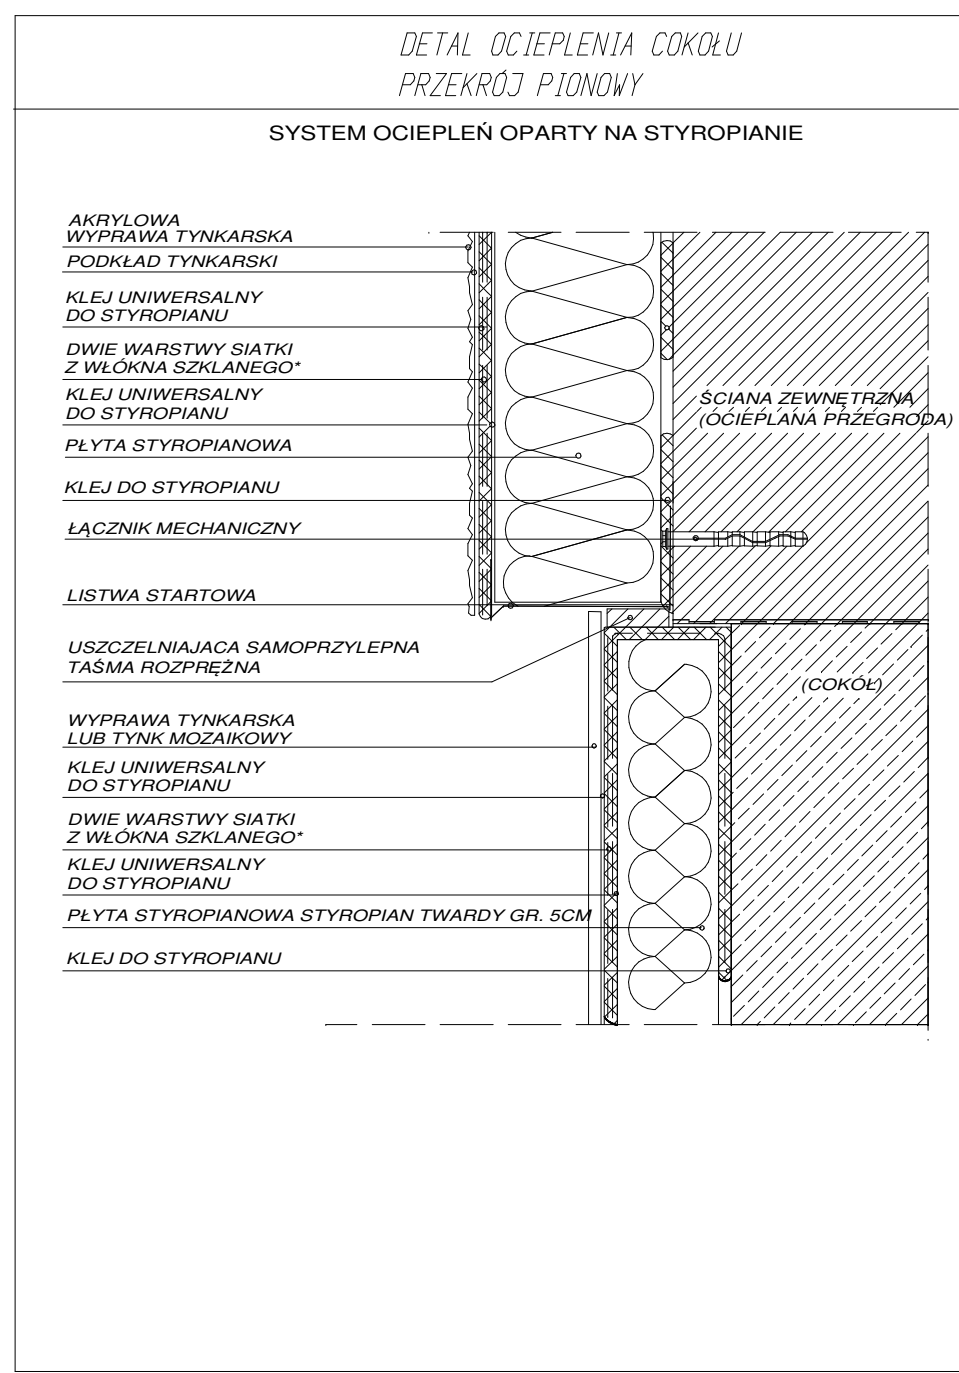 DETAL OCIEPLENIA COKOŁU
PRZEKRÓJ PIONOWY
SYSTEM OCIEPLEŃ OPARTY NA STYROPIANIE
AKRYLOWA
WYPRAWA TYNKARSKA
PODKŁAD TYNKARSKI
KLEJ UNIWERSALNY
DO STYROPIANU
DWIE WARSTWY SIATKI
Z WŁÓKNA SZKLANEGO*
KLEJ UNIWERSALNY
DO STYROPIANU
PŁYTA STYROPIANOWA
KLEJ DO STYROPIANU
ŁĄCZNIK MECHANICZNY
LISTWA STARTOWA
USZCZELNIAJACA SAMOPRZYLEPNA
TAŚMA ROZPRĘŻNA
WYPRAWA TYNKARSKA
LUB TYNK MOZAIKOWY
KLEJ UNIWERSALNY
DO STYROPIANU
DWIE WARSTWY SIATKI
Z WŁÓKNA SZKLANEGO*
KLEJ UNIWERSALNY
DO STYROPIANU
PŁYTA STYROPIANOWA STYROPIAN TWARDY GR. 5CM
KLEJ DO STYROPIANU
ŚCIANA ZEWNĘTRZNA
(OCIEPLANA PRZEGRODA)
(COKÓŁ)